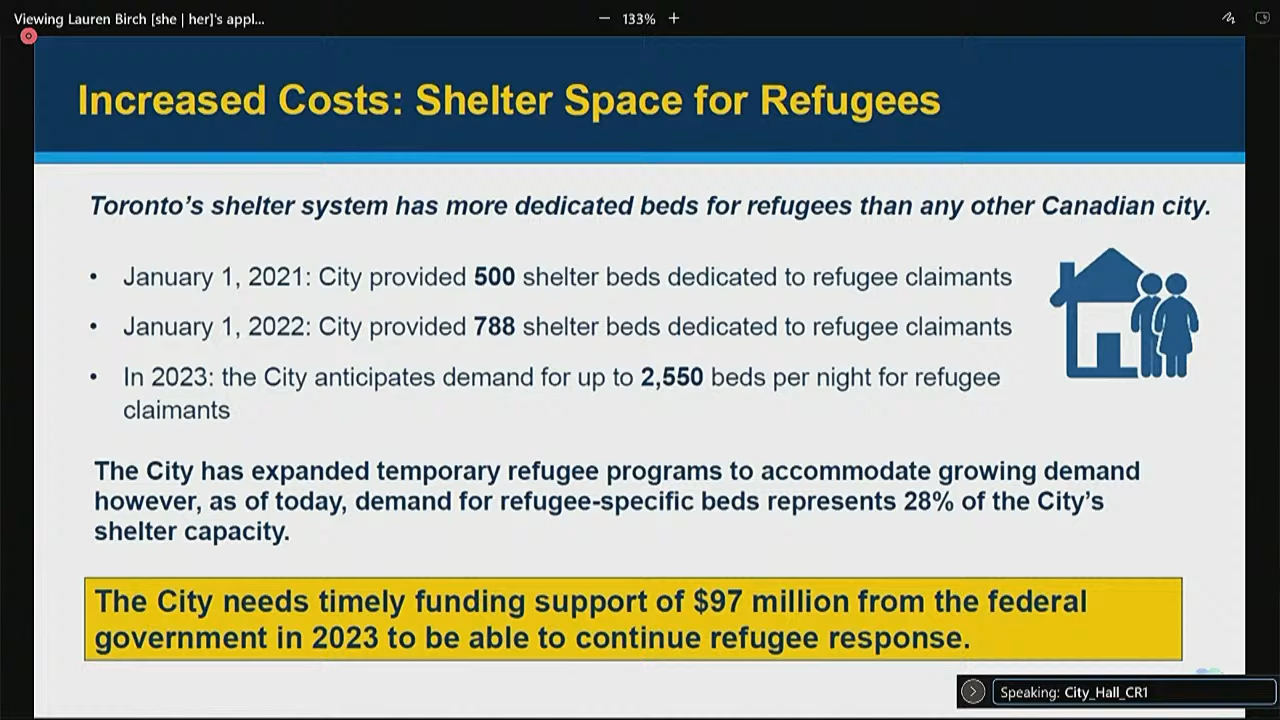 Viewing Lauren Birch [she | her]'s appl...
− 133% +
Increased Costs: Shelter Space for Refugees
Toronto’s shelter system has more dedicated beds for refugees than any other Canadian city.
• January 1, 2021: City provided 500 shelter beds dedicated to refugee claimants
• January 1, 2022: City provided 788 shelter beds dedicated to refugee claimants
• In 2023: the City anticipates demand for up to 2,550 beds per night for refugee
claimants
The City has expanded temporary refugee programs to accommodate growing demand
however, as of today, demand for refugee-specific beds represents 28% of the City’s
shelter capacity.
The City needs timely funding support of $97 million from the federal
government in 2023 to be able to continue refugee response.
Speaking: City_Hall_CR1